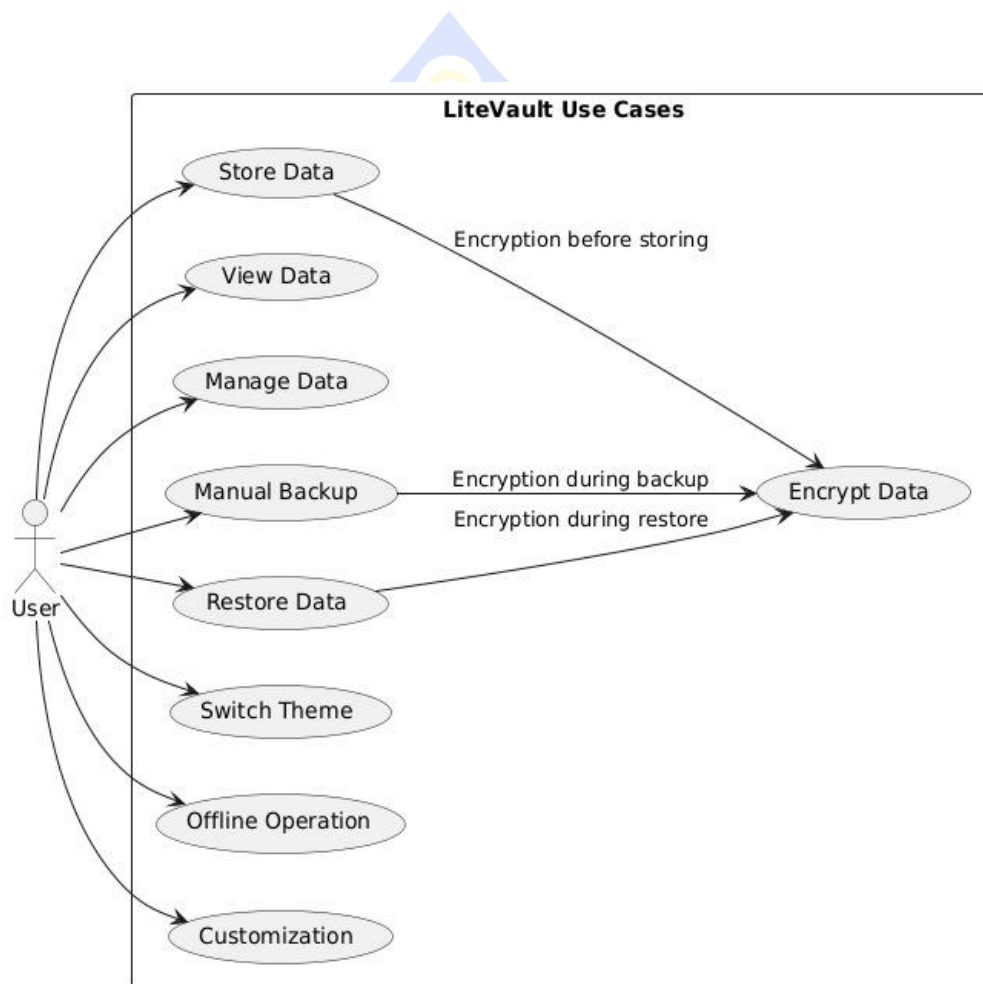 LiteVault Use Cases
Store Data
Encryption before storing
View Data
Manage Data
Manual Backup
Encryption during backup
Encrypt Data
Encryption during restore
Restore Data
User
Switch Theme
Offline Operation
Customization